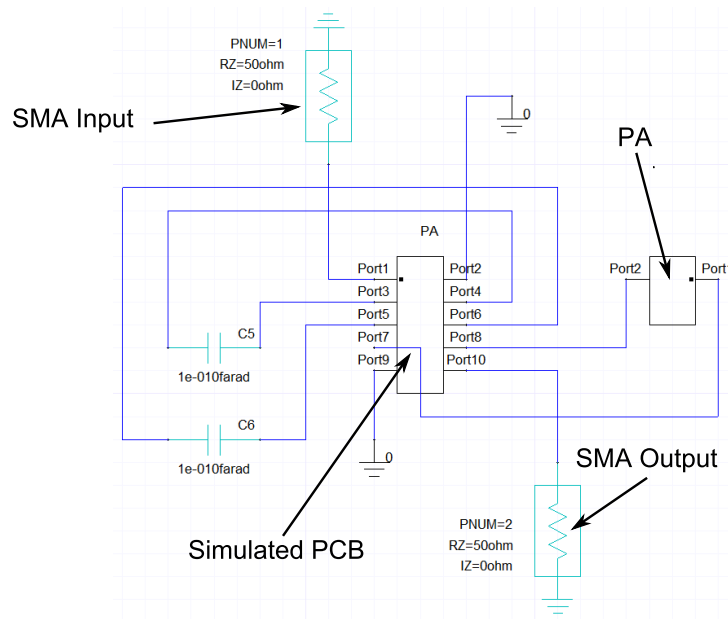 PNUM=1
RZ=50ohm
IZ=0ohm
SMA Input
0
PA
PA
Port1
Port2
Port3
Port4
Port5
Port6
Port7
Port8
Port9
Port10
Port2
Port
C5
1e-010farad
C6
1e-010farad
0
SMA Output
PNUM=2
RZ=50ohm
IZ=0ohm
Simulated PCB